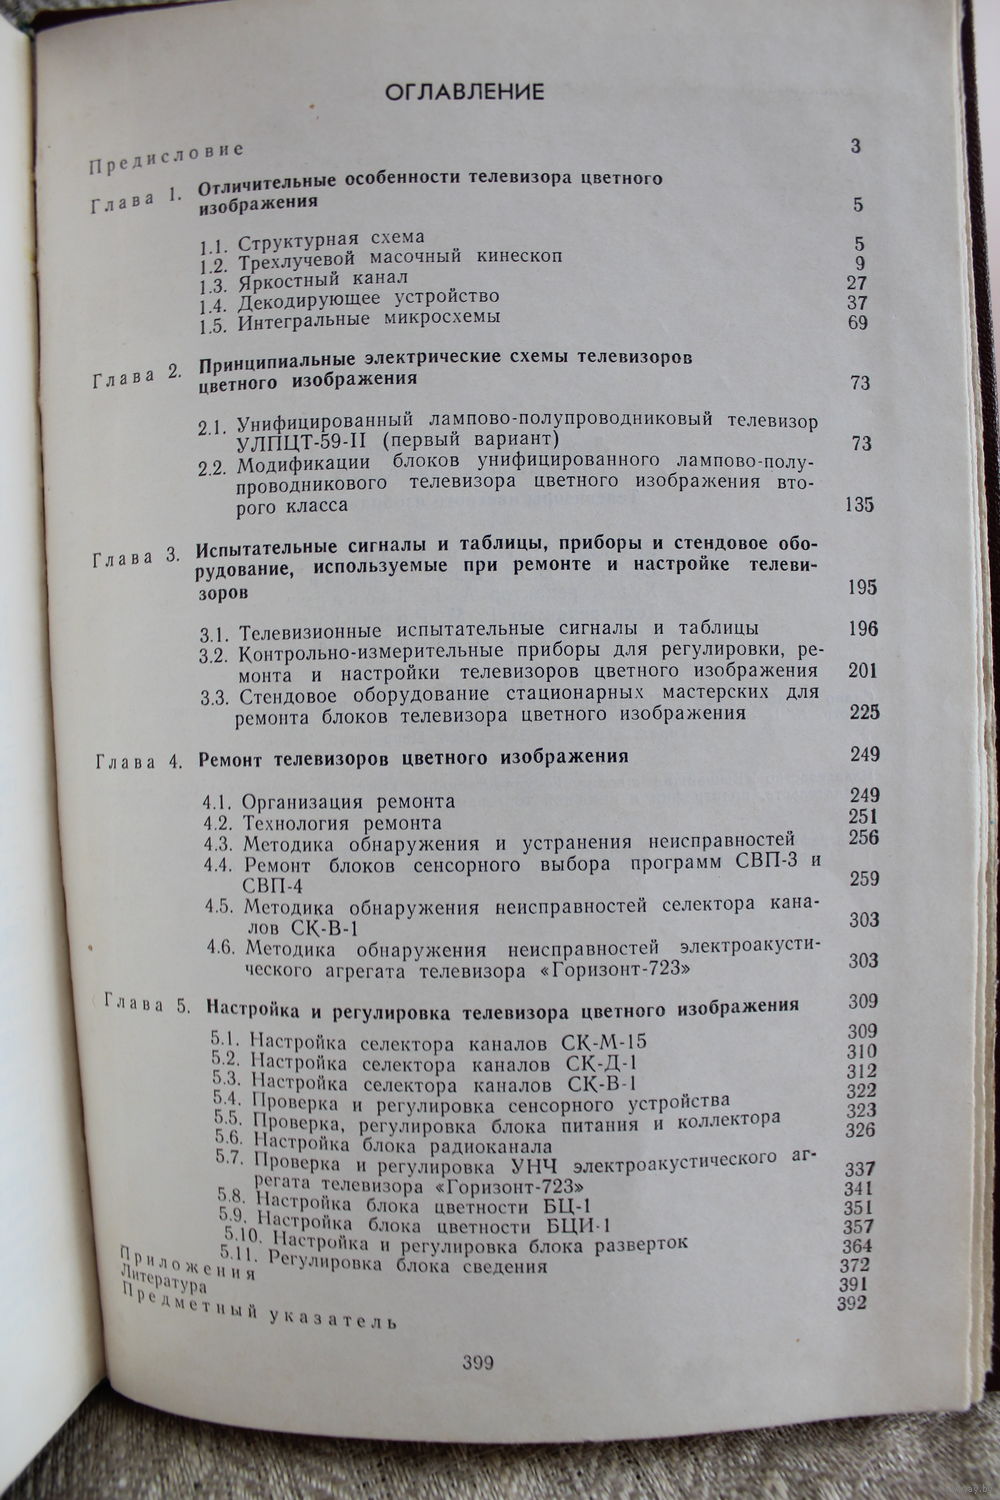 ОГЛАВЛЕНИЕ
Предисловие 3
Глава 1. Отличительные особенности телевизора цветного
изображения 5
1.1. Структурная схема 5
1.2. Трехлучевой масочный кинескоп 9
1.3. Яркостный канал 27
1.4. Декодирующее устройство 37
1.5. Интегральные микросхемы 69
Глава 2. Принципиальные электрические схемы телевизоров
цветного изображения 73
2.1. Унифицированный лампово-полупроводниковый телевизор
УЛПЦТ-59-II (первый вариант) 73
2.2. Модификации блоков унифицированного лампово-полу-
проводникового телевизора цветного изображения вто-
рого класса 135
Глава 3. Испытательные сигналы и таблицы, приборы и стендовое обо-
рудование, используемые при ремонте и настройке телеви-
зоров 195
3.1. Телевизионные испытательные сигналы и таблицы 196
3.2. Контрольно-измерительные приборы для регулировки, ре-
монта и настройки телевизоров цветного изображения 201
3.3. Стендовое оборудование стационарных мастерских для
ремонта блоков телевизора цветного изображения 225
Глава 4. Ремонт телевизоров цветного изображения 249
4.1. Организация ремонта 249
4.2. Технология ремонта 251
4.3. Методика обнаружения и устранения неисправностей 256
4.4. Ремонт блоков сенсорного выбора программ СВП-3 и
СВП-4 259
4.5. Методика обнаружения неисправностей селектора кана-
лов СК-В-1 303
4.6. Методика обнаружения неисправностей электроакусти-
ческого агрегата телевизора «Горизонт-723» 303
Глава 5. Настройка и регулировка телевизора цветного изображения 309
5.1. Настройка селектора каналов СК-М-15 309
5.2. Настройка селектора каналов СК-Д-1 310
5.3. Настройка селектора каналов СК-В-1 312
5.4. Проверка и регулировка сенсорного устройства 322
5.5. Проверка, регулировка блока питания и коллектора 323
5.6. Настройка блока радиоканала 326
5.7. Проверка и регулировка УНЧ электроакустического аг-
регата телевизора «Горизонт-723» 337
5.8. Настройка блока цветности БЦ-1 341
5.9. Настройка блока цветности БЦИ-1 351
5.10. Настройка и регулировка блока разверток 357
5.11. Регулировка блока сведения 364
Приложения 372
Литература 391
Предметный указатель 392
399